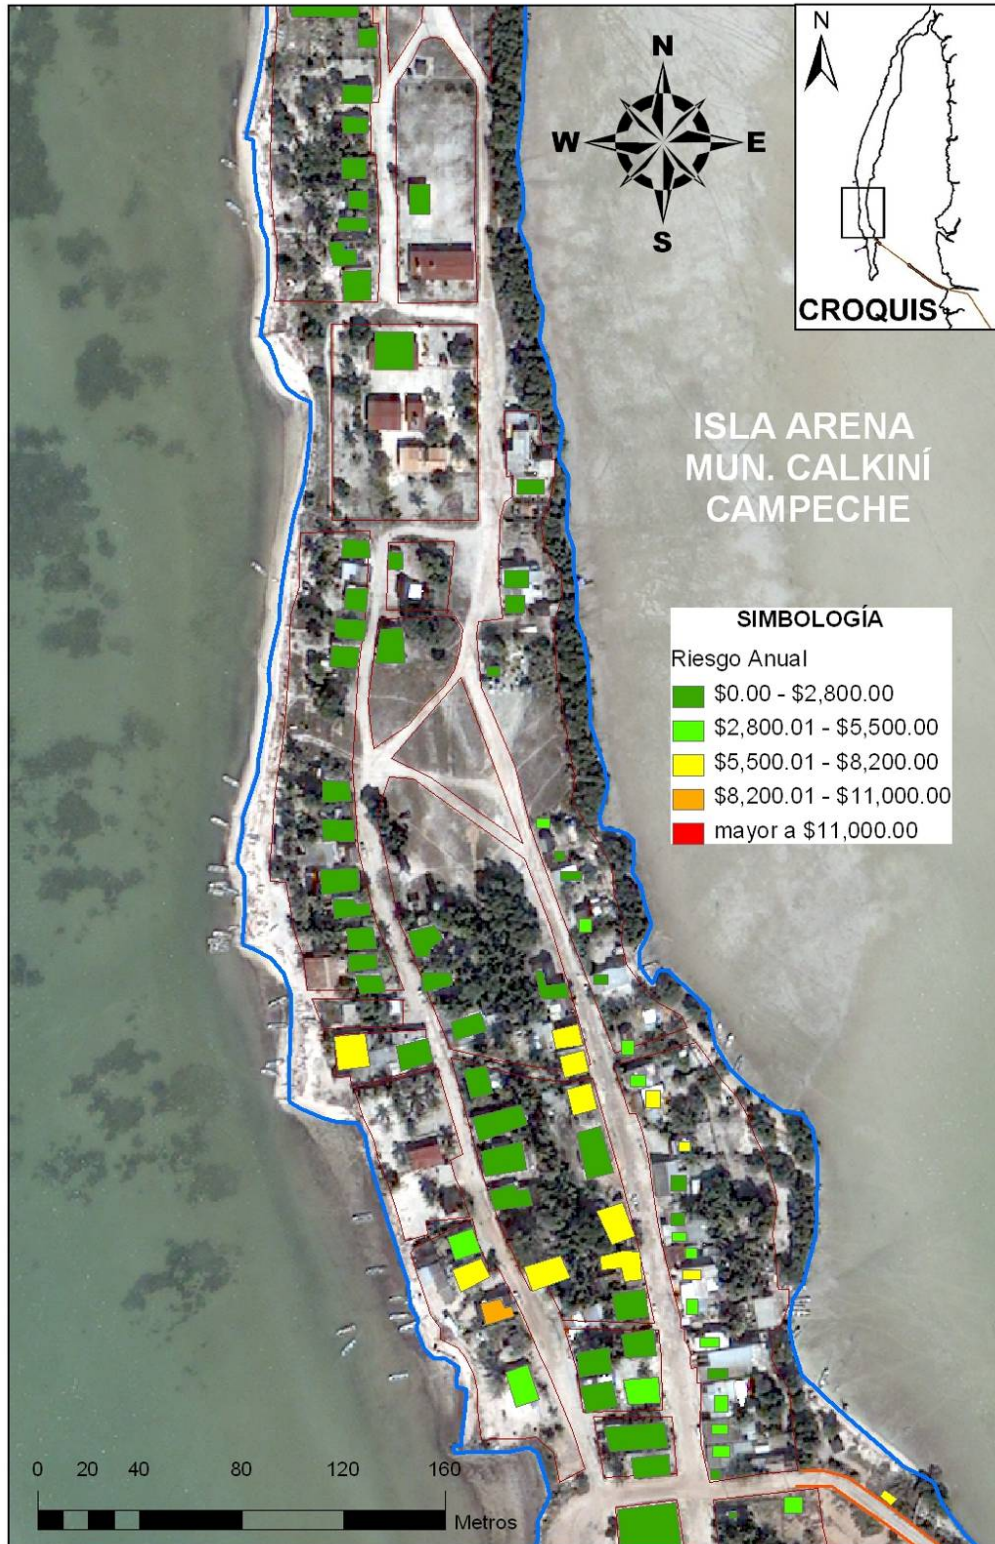 N
CROQUIS
N
W E
S
ISLA ARENA
MUN. CALKINÍ
CAMPECHE
SIMBOLOGÍA
Riesgo Anual
$0.00 - $2,800.00
$2,800.01 - $5,500.00
$5,500.01 - $8,200.00
$8,200.01 - $11,000.00
mayor a $11,000.00
0 20 40 80 120 160
Metros